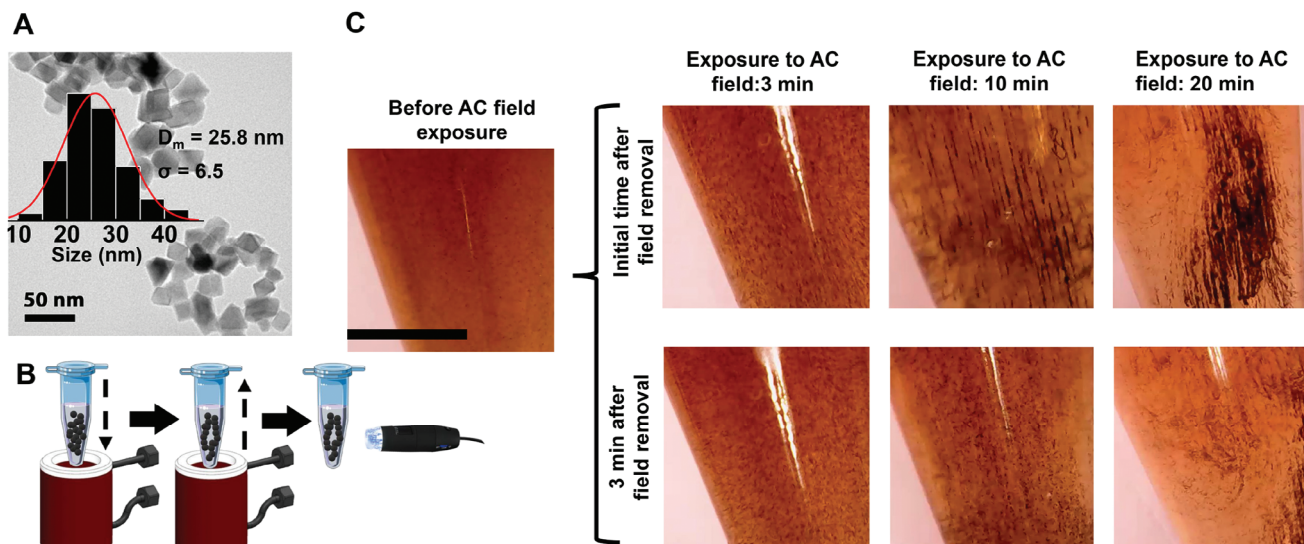 A
D_m = 25.8 nm
σ = 6.5
10 20 30 40
Size (nm)
50 nm
B
C
Before AC field
exposure
Initial time after
field removal
3 min after
field removal
Exposure to AC
field:3 min
Exposure to AC
field: 10 min
Exposure to AC
field: 20 min